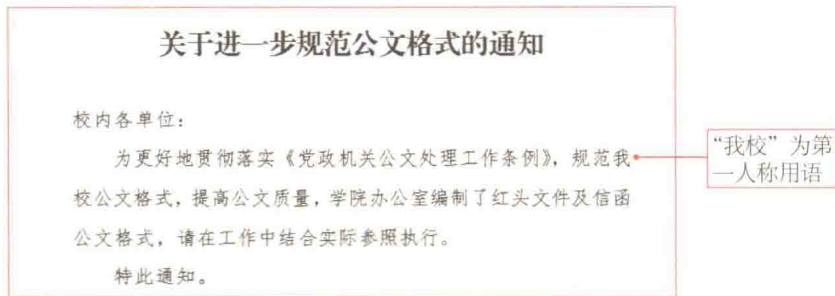 关于进一步规范公文格式的通知
校内各单位：
为更好地贯彻落实《党政机关公文处理工作条例》，规范我
校公文格式，提高公文质量，学院办公室编制了红头文件及信函
公文格式，请在工作中结合实际参照执行。
特此通知。
“我校”为第
一人称用语